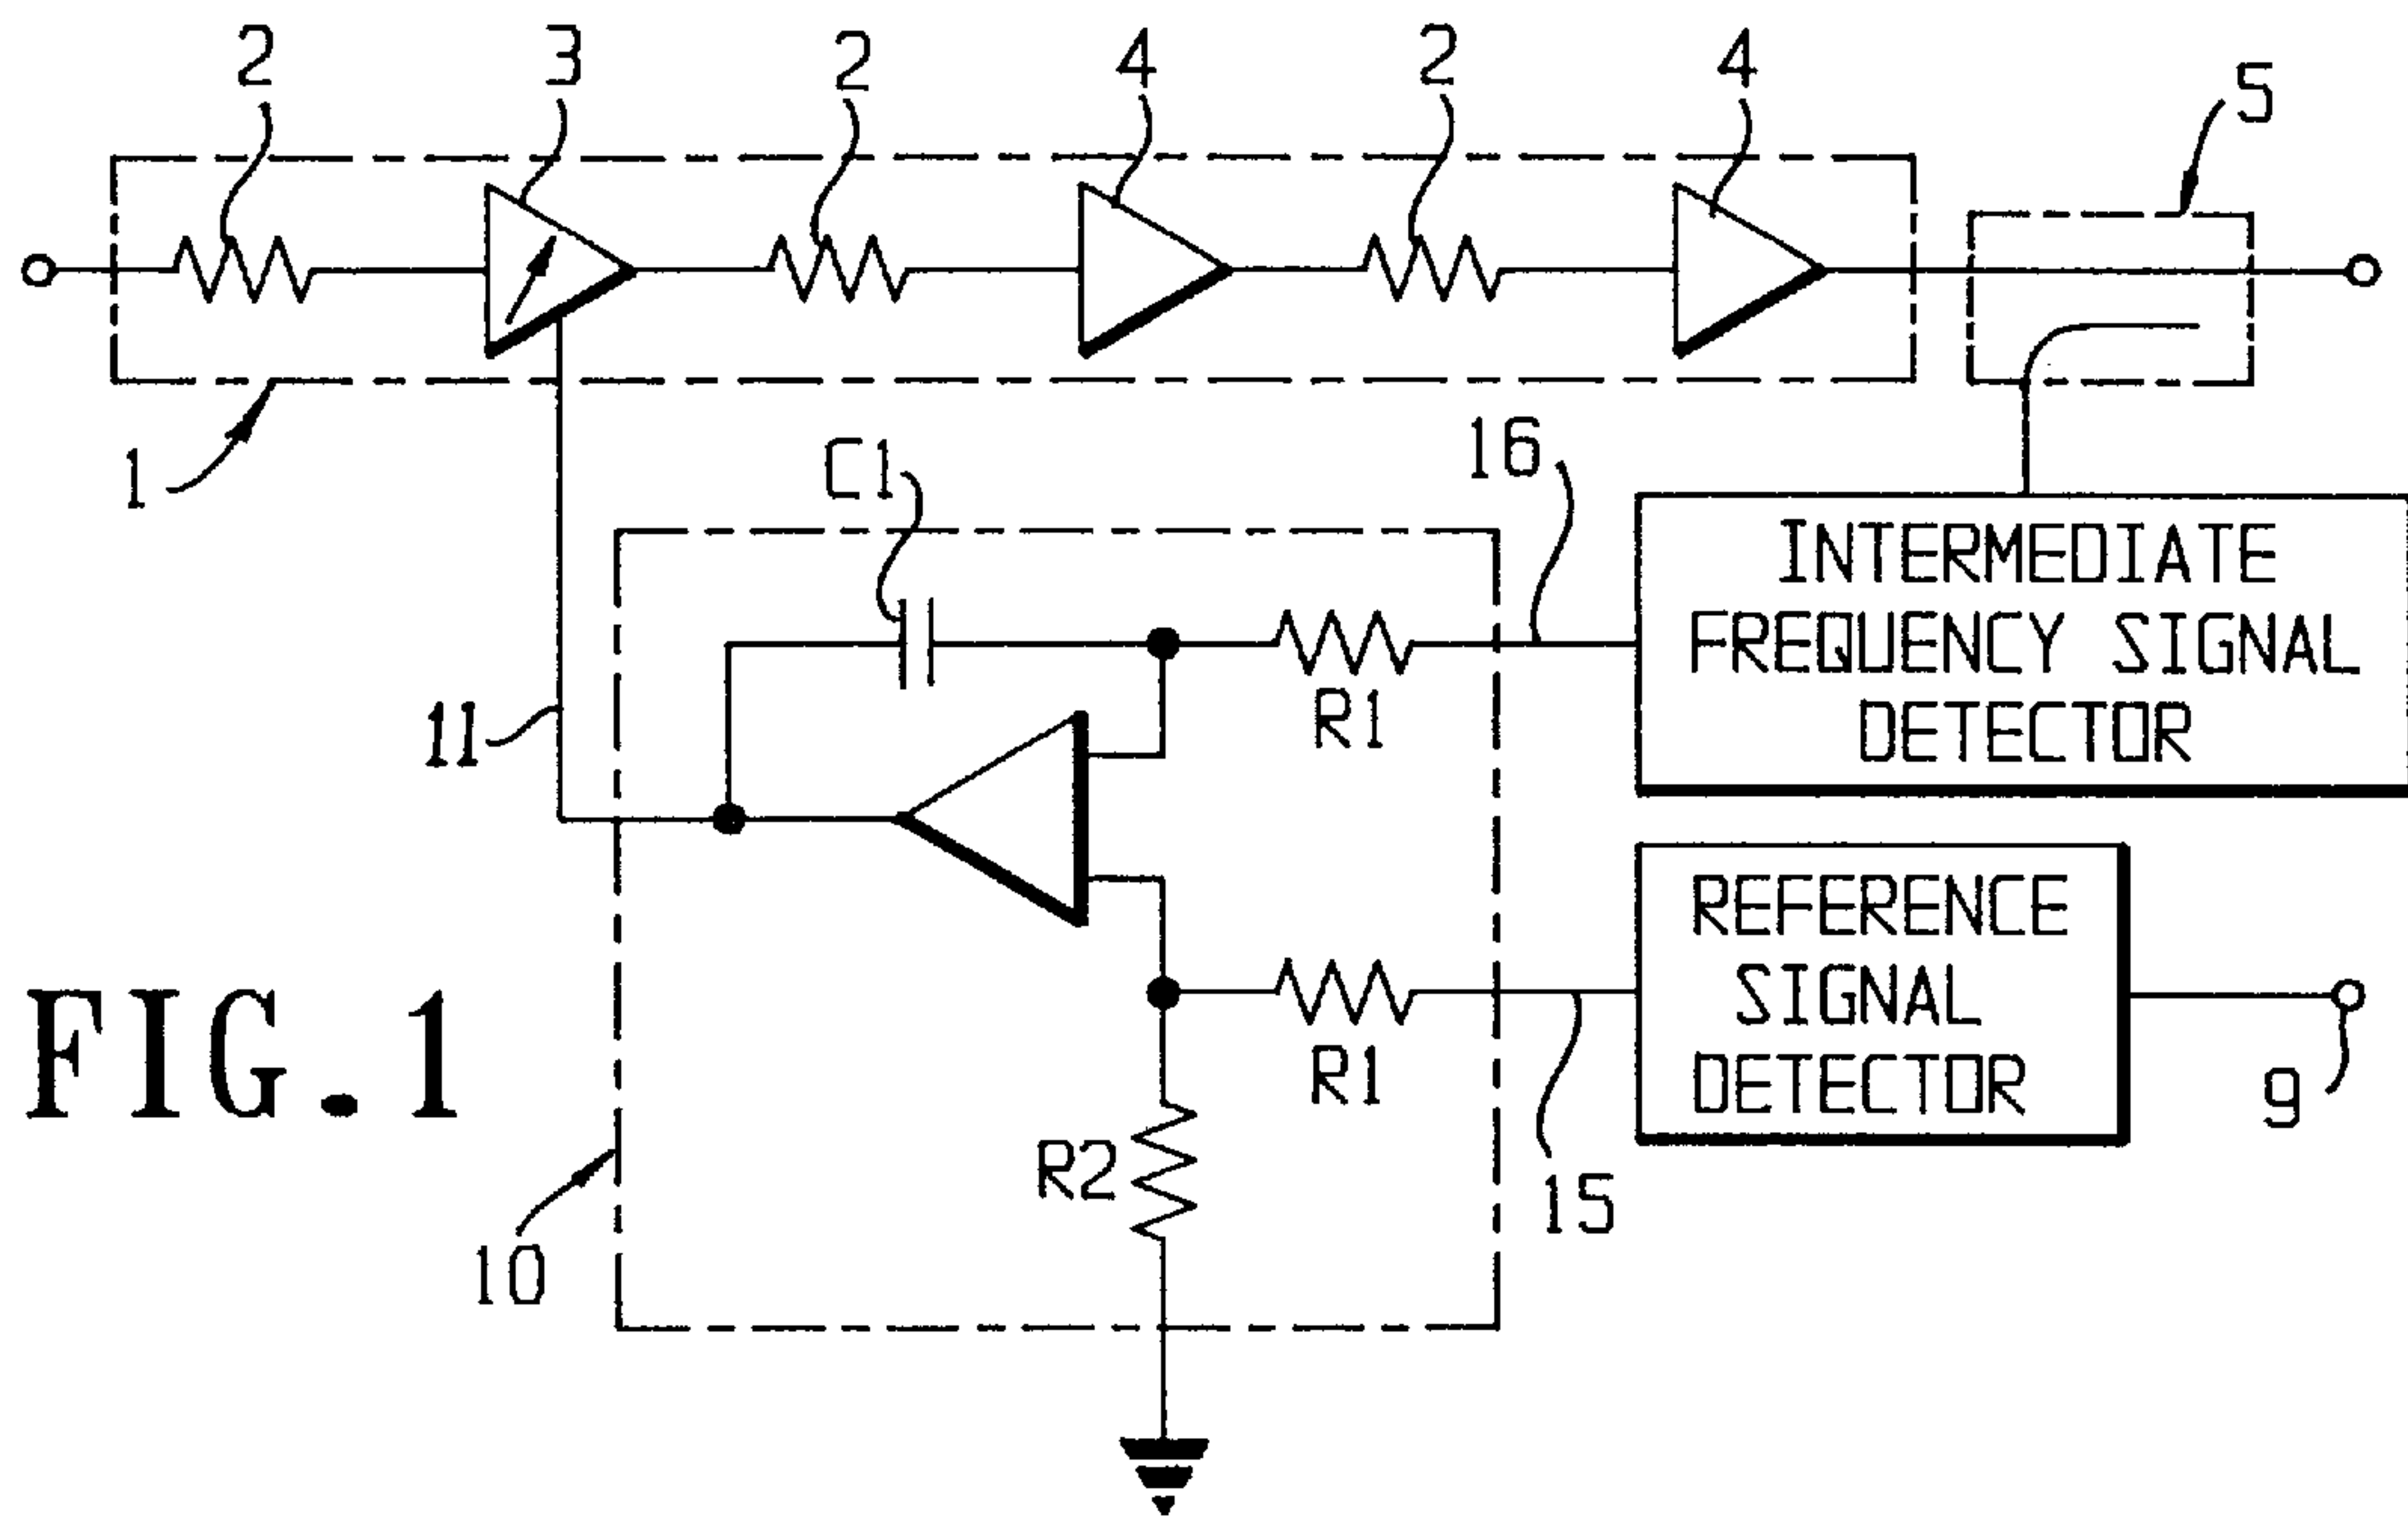 2
3
2
4
2
4
5
1
C1
16
INTERMEDIATE
FREQUENCY SIGNAL
DETECTOR
R1
11
REFERENCE
SIGNAL
DETECTOR
R1
9
FIG.1
R2
15
10